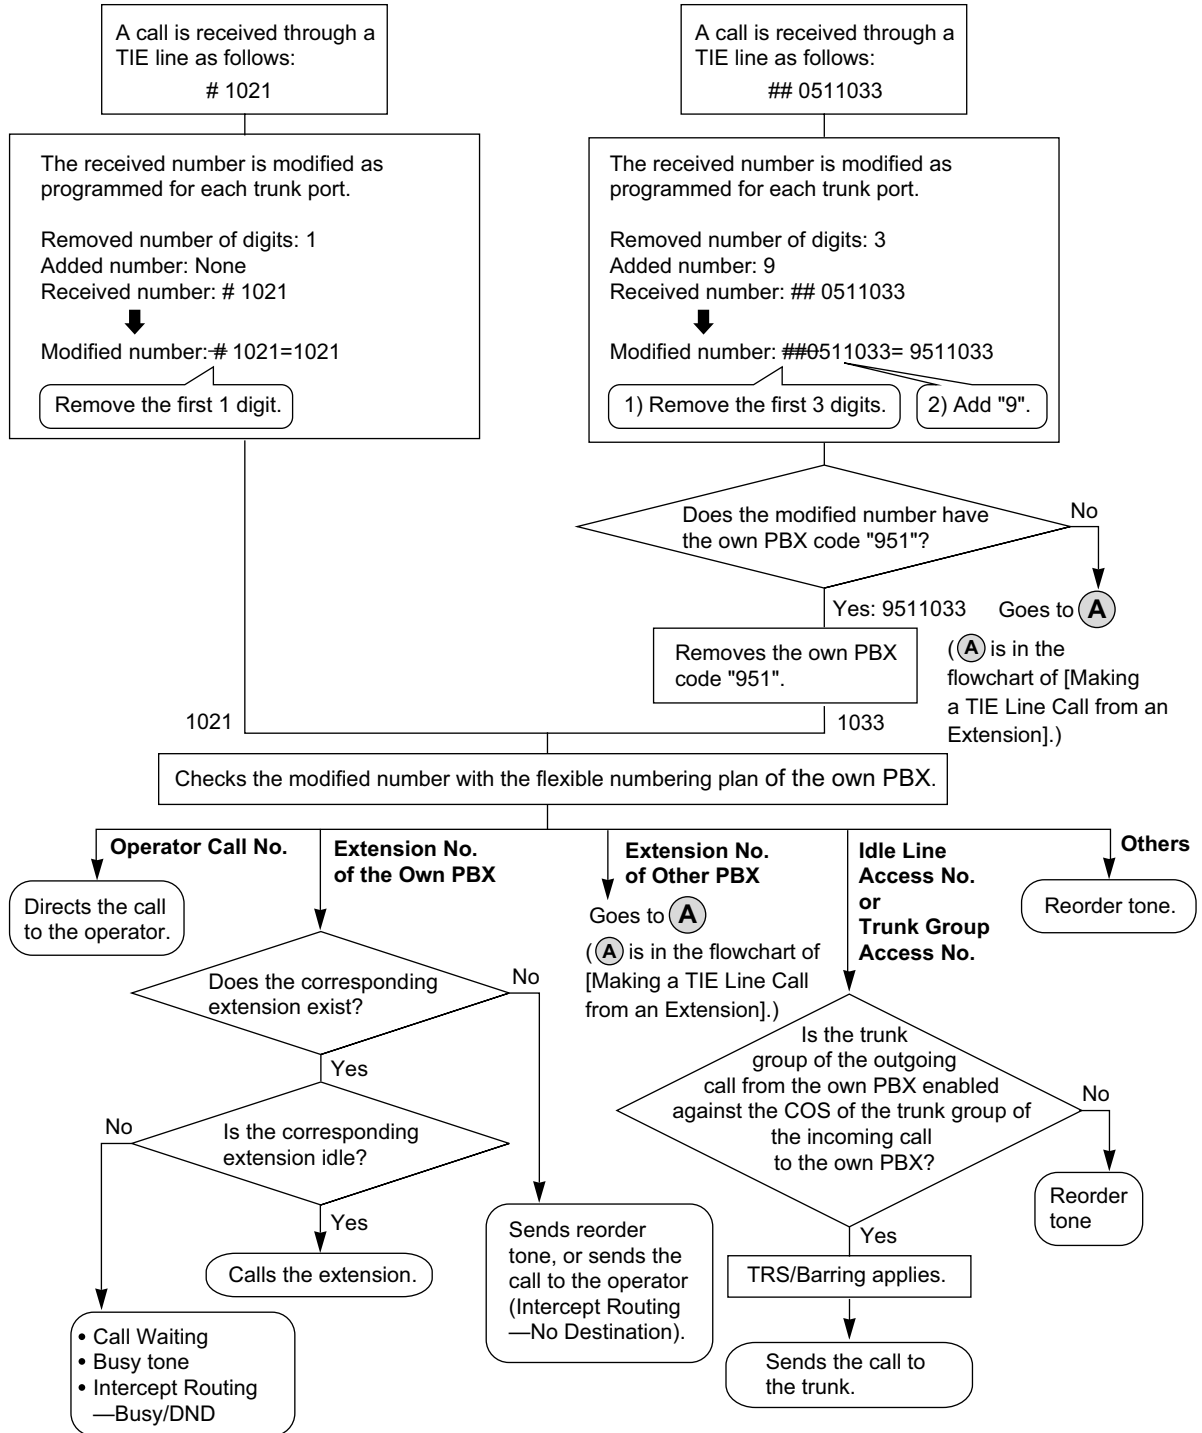 A call is received through a
TIE line as follows:
# 1021
The received number is modified as
programmed for each trunk port.
Removed number of digits: 1
Added number: None
Received number: # 1021
Modified number: # 1021=1021
Remove the first 1 digit.
A call is received through a
TIE line as follows:
## 0511033
The received number is modified as
programmed for each trunk port.
Removed number of digits: 3
Added number: 9
Received number: ## 0511033
Modified number: ##0511033= 9511033
1) Remove the first 3 digits.
2) Add "9".
Does the modified number have
the own PBX code "951"?
No
Goes to A
(A is in the
flowchart of [Making
a TIE Line Call from an
Extension].)
Yes: 9511033
Removes the own PBX
code "951".
1021
1033
Checks the modified number with the flexible numbering plan of the own PBX.
Operator Call No.
Directs the call
to the operator.
Extension No.
of the Own PBX
Does the corresponding
extension exist?
No
Yes
Is the corresponding
extension idle?
No
Yes
Calls the extension.
• Call Waiting
• Busy tone
• Intercept Routing
—Busy/DND
Sends reorder
tone, or sends the
call to the operator
(Intercept Routing
—No Destination).
Extension No.
of Other PBX
Goes to A
(A is in the flowchart of
[Making a TIE Line Call
from an Extension].)
Idle Line
Access No.
or
Trunk Group
Access No.
Is the trunk
group of the outgoing
call from the own PBX enabled
against the COS of the trunk group of
the incoming call
to the own PBX?
No
Reorder
tone
Yes
TRS/Barring applies.
Sends the call to
the trunk.
Others
Reorder tone.